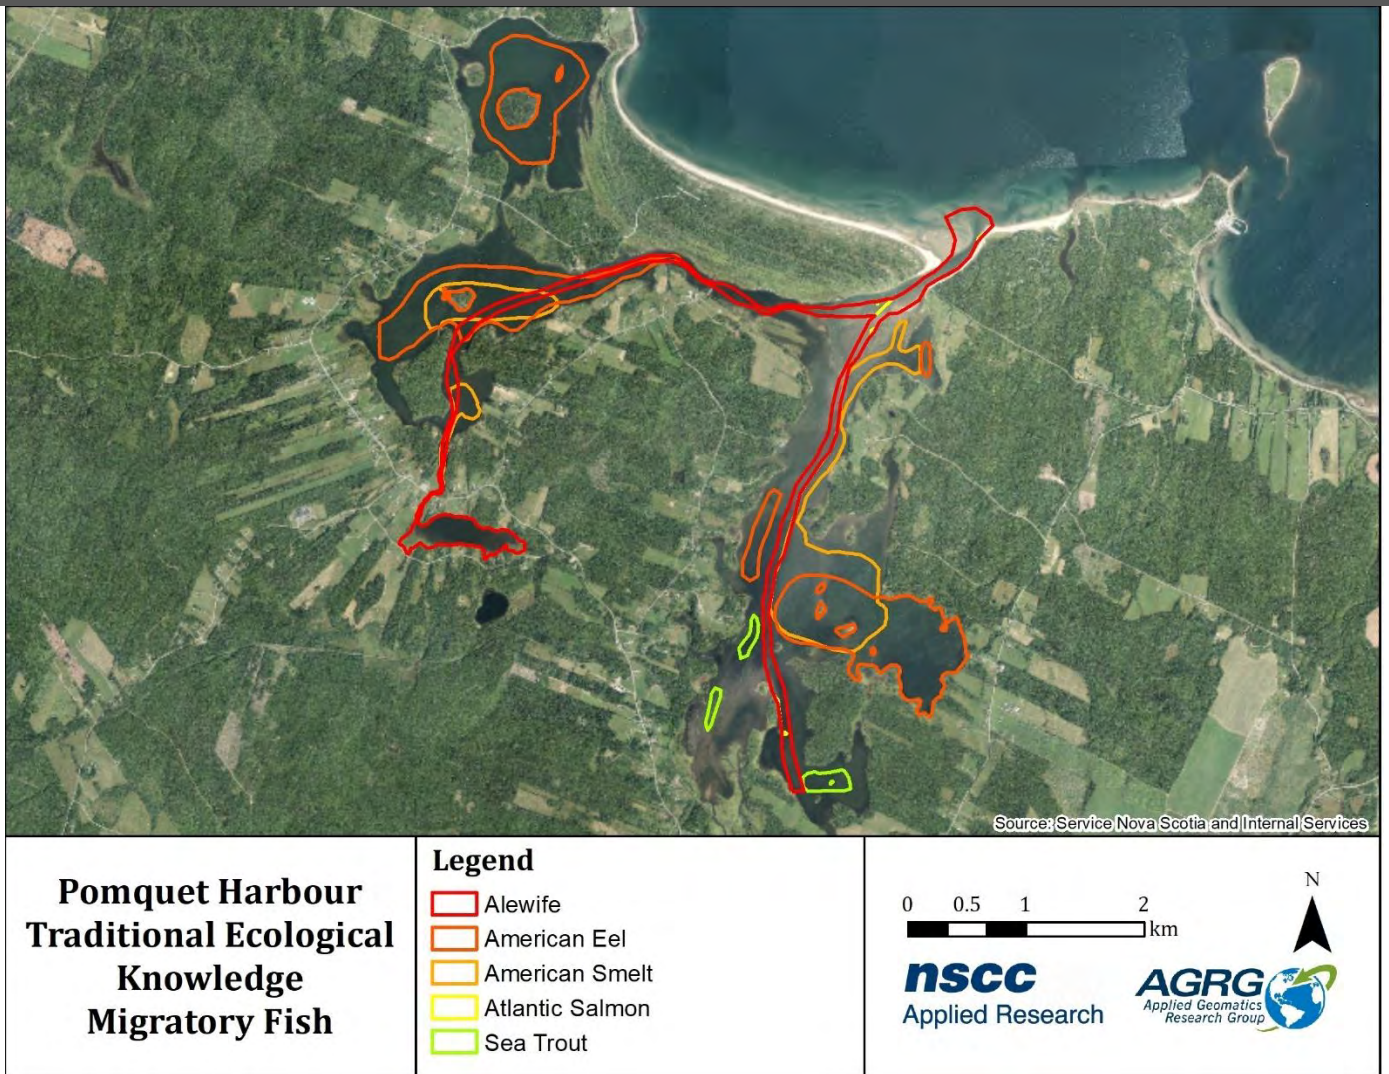 Source: Service Nova Scotia and Internal Services
Pomquet Harbour
Traditional Ecological
Knowledge
Migratory Fish
Legend
Alewife
American Eel
American Smelt
Atlantic Salmon
Sea Trout
0 0.5 1 2
km
N
nscc
Applied Research
AGRG
Applied Geomatics
Research Group